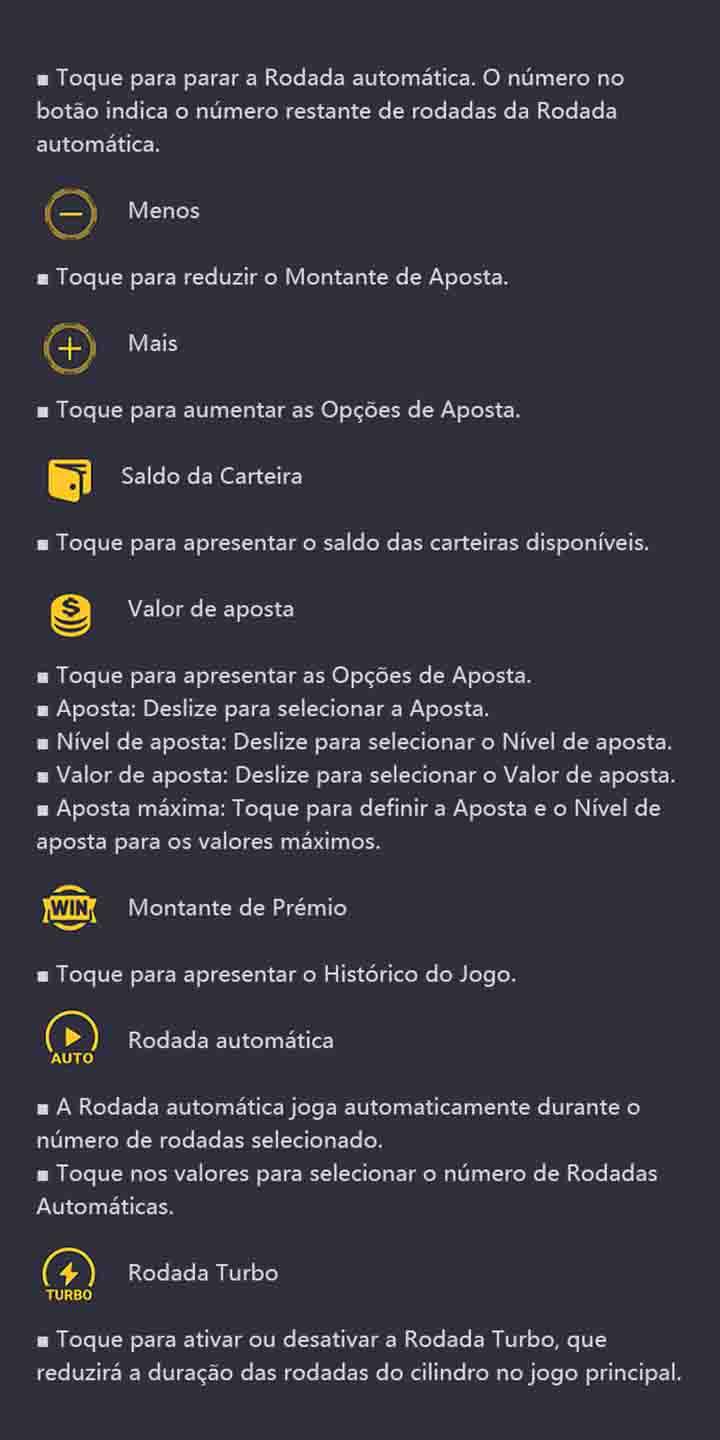 ▪ Toque para parar a Rodada automática. O número no
botão indica o número restante de rodadas da Rodada
automática.
Menos
▪ Toque para reduzir o Montante de Aposta.
Mais
▪ Toque para aumentar as Opções de Aposta.
Saldo da Carteira
▪ Toque para apresentar o saldo das carteiras disponíveis.
$
Valor de aposta
▪ Toque para apresentar as Opções de Aposta.
▪ Aposta: Deslize para selecionar a Aposta.
▪ Nível de aposta: Deslize para selecionar o Nível de aposta.
▪ Valor de aposta: Deslize para selecionar o Valor de aposta.
▪ Aposta máxima: Toque para definir a Aposta e o Nível de
aposta para os valores máximos.
WIN
Montante de Prémio
▪ Toque para apresentar o Histórico do Jogo.
AUTO
Rodada automática
▪ A Rodada automática joga automaticamente durante o
número de rodadas selecionado.
▪ Toque nos valores para selecionar o número de Rodadas
Automáticas.
TURBO
Rodada Turbo
▪ Toque para ativar ou desativar a Rodada Turbo, que
reduzirá a duração das rodadas do cilindro no jogo principal.